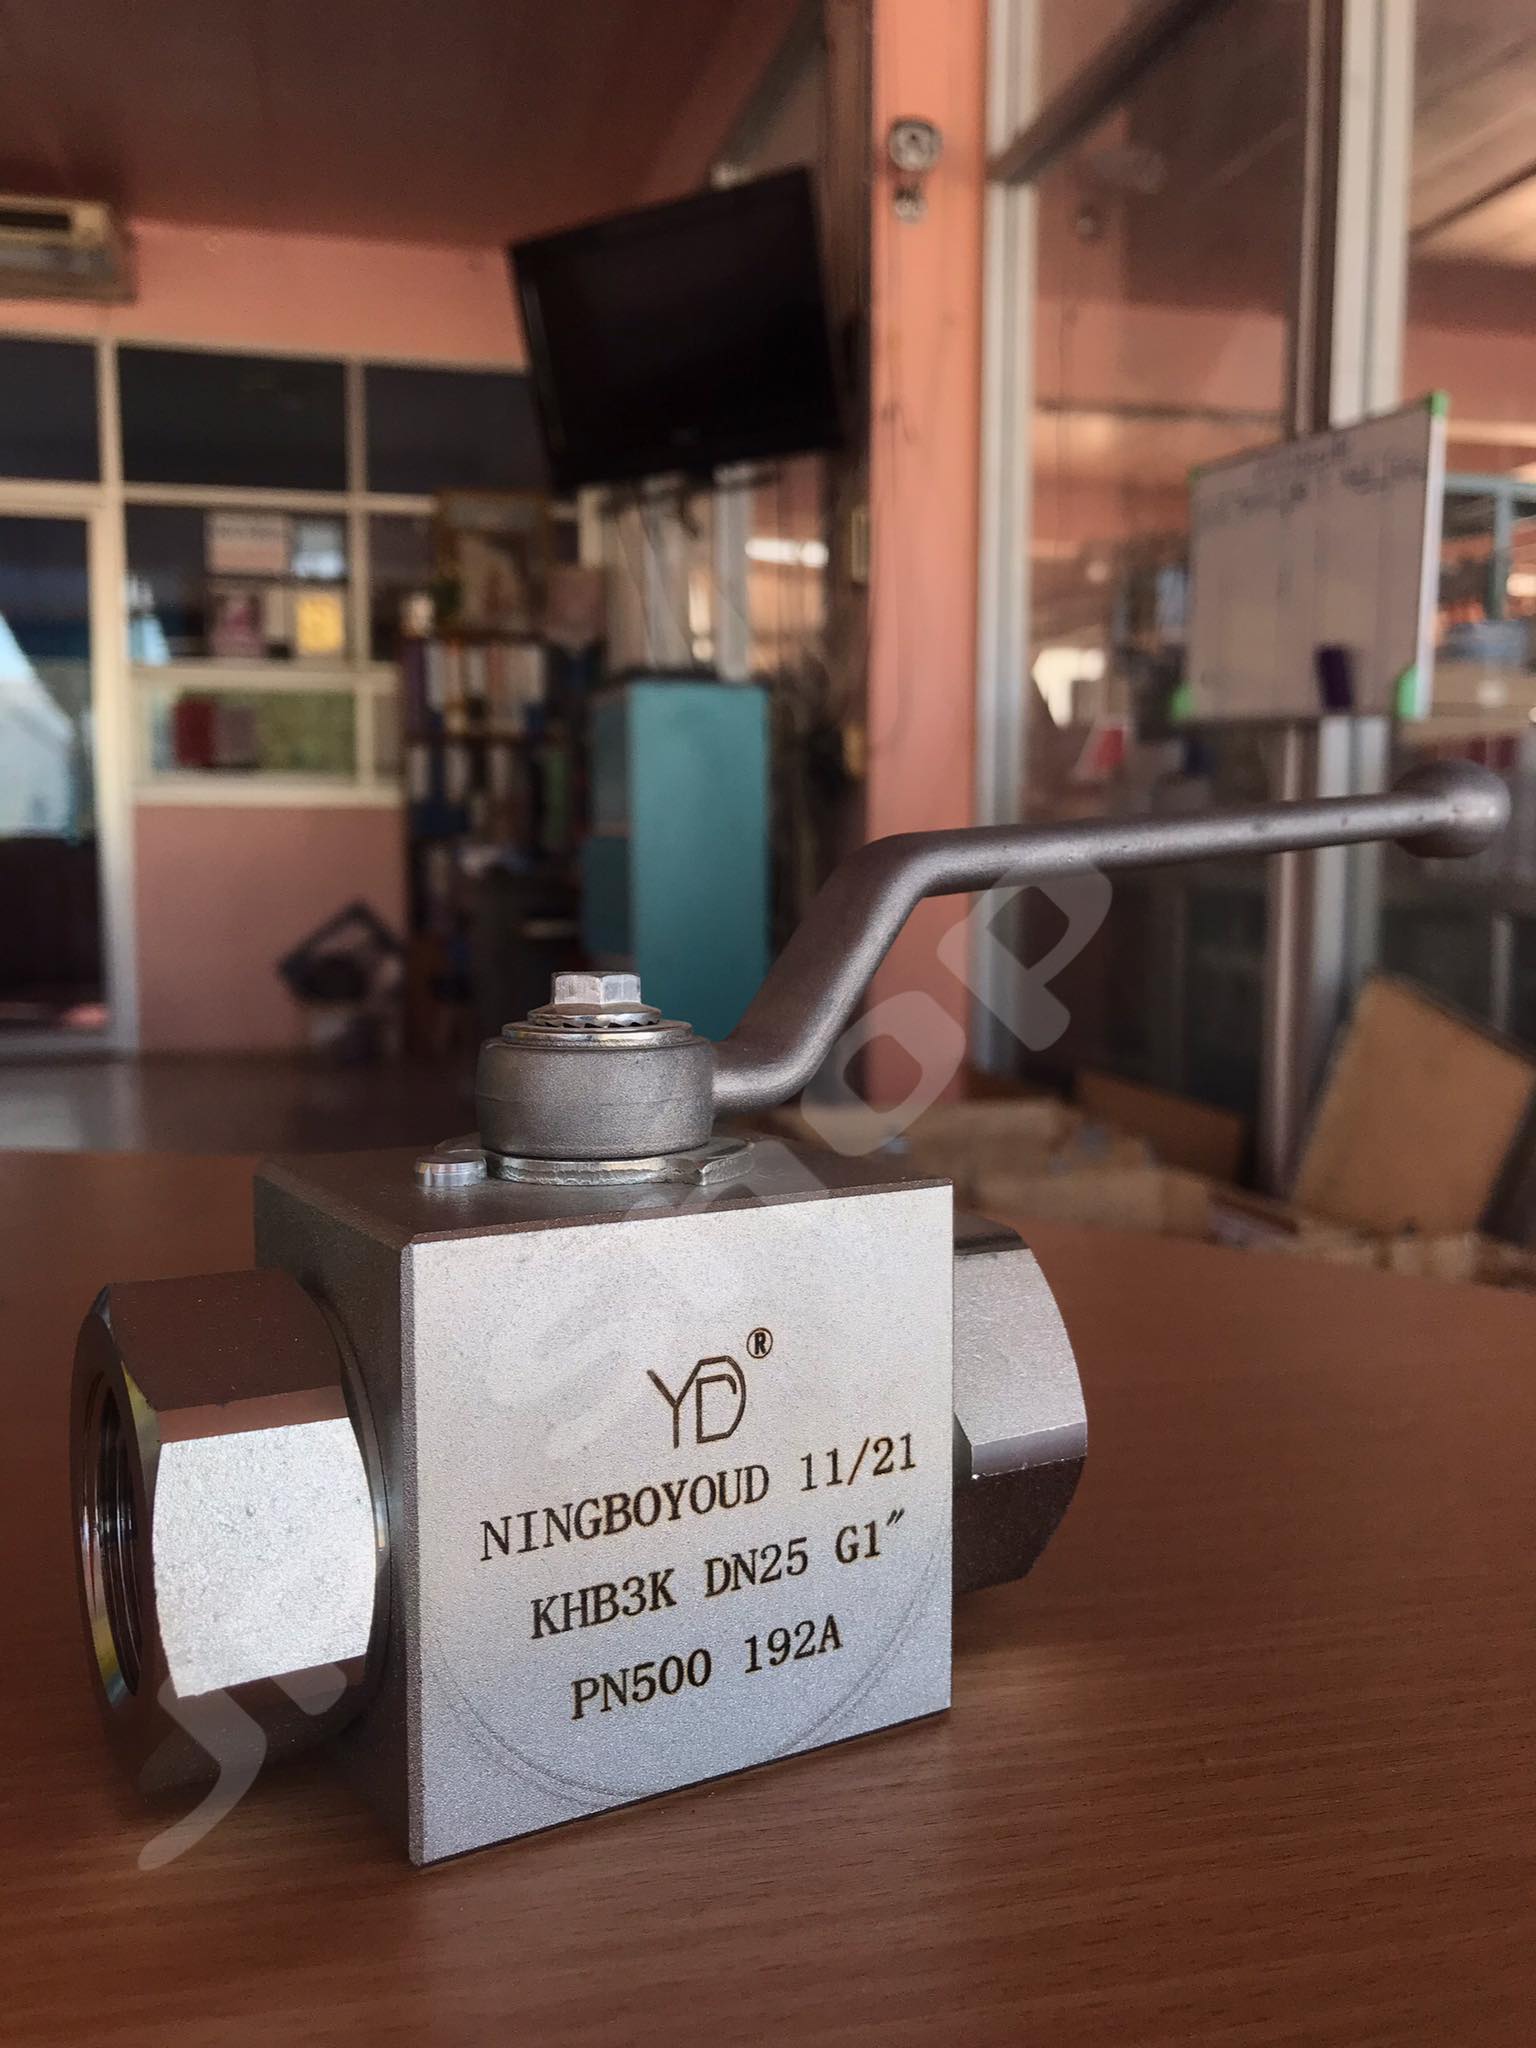 YD®
NINGBOYOUD 11/21
KHB3K DN25 G1"
PN500 192A